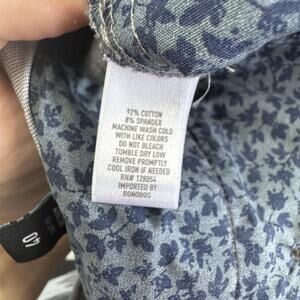 92% COTTON
8% SPANDEX
MACHINE WASH COLD
WITH LIKE COLORS
DO NOT BLEACH
TUMBLE DRY LOW
REMOVE PROMPTLY
COOL IRON IF NEEDED
RN# 128054
IMPORTED BY
BONOBOS
40